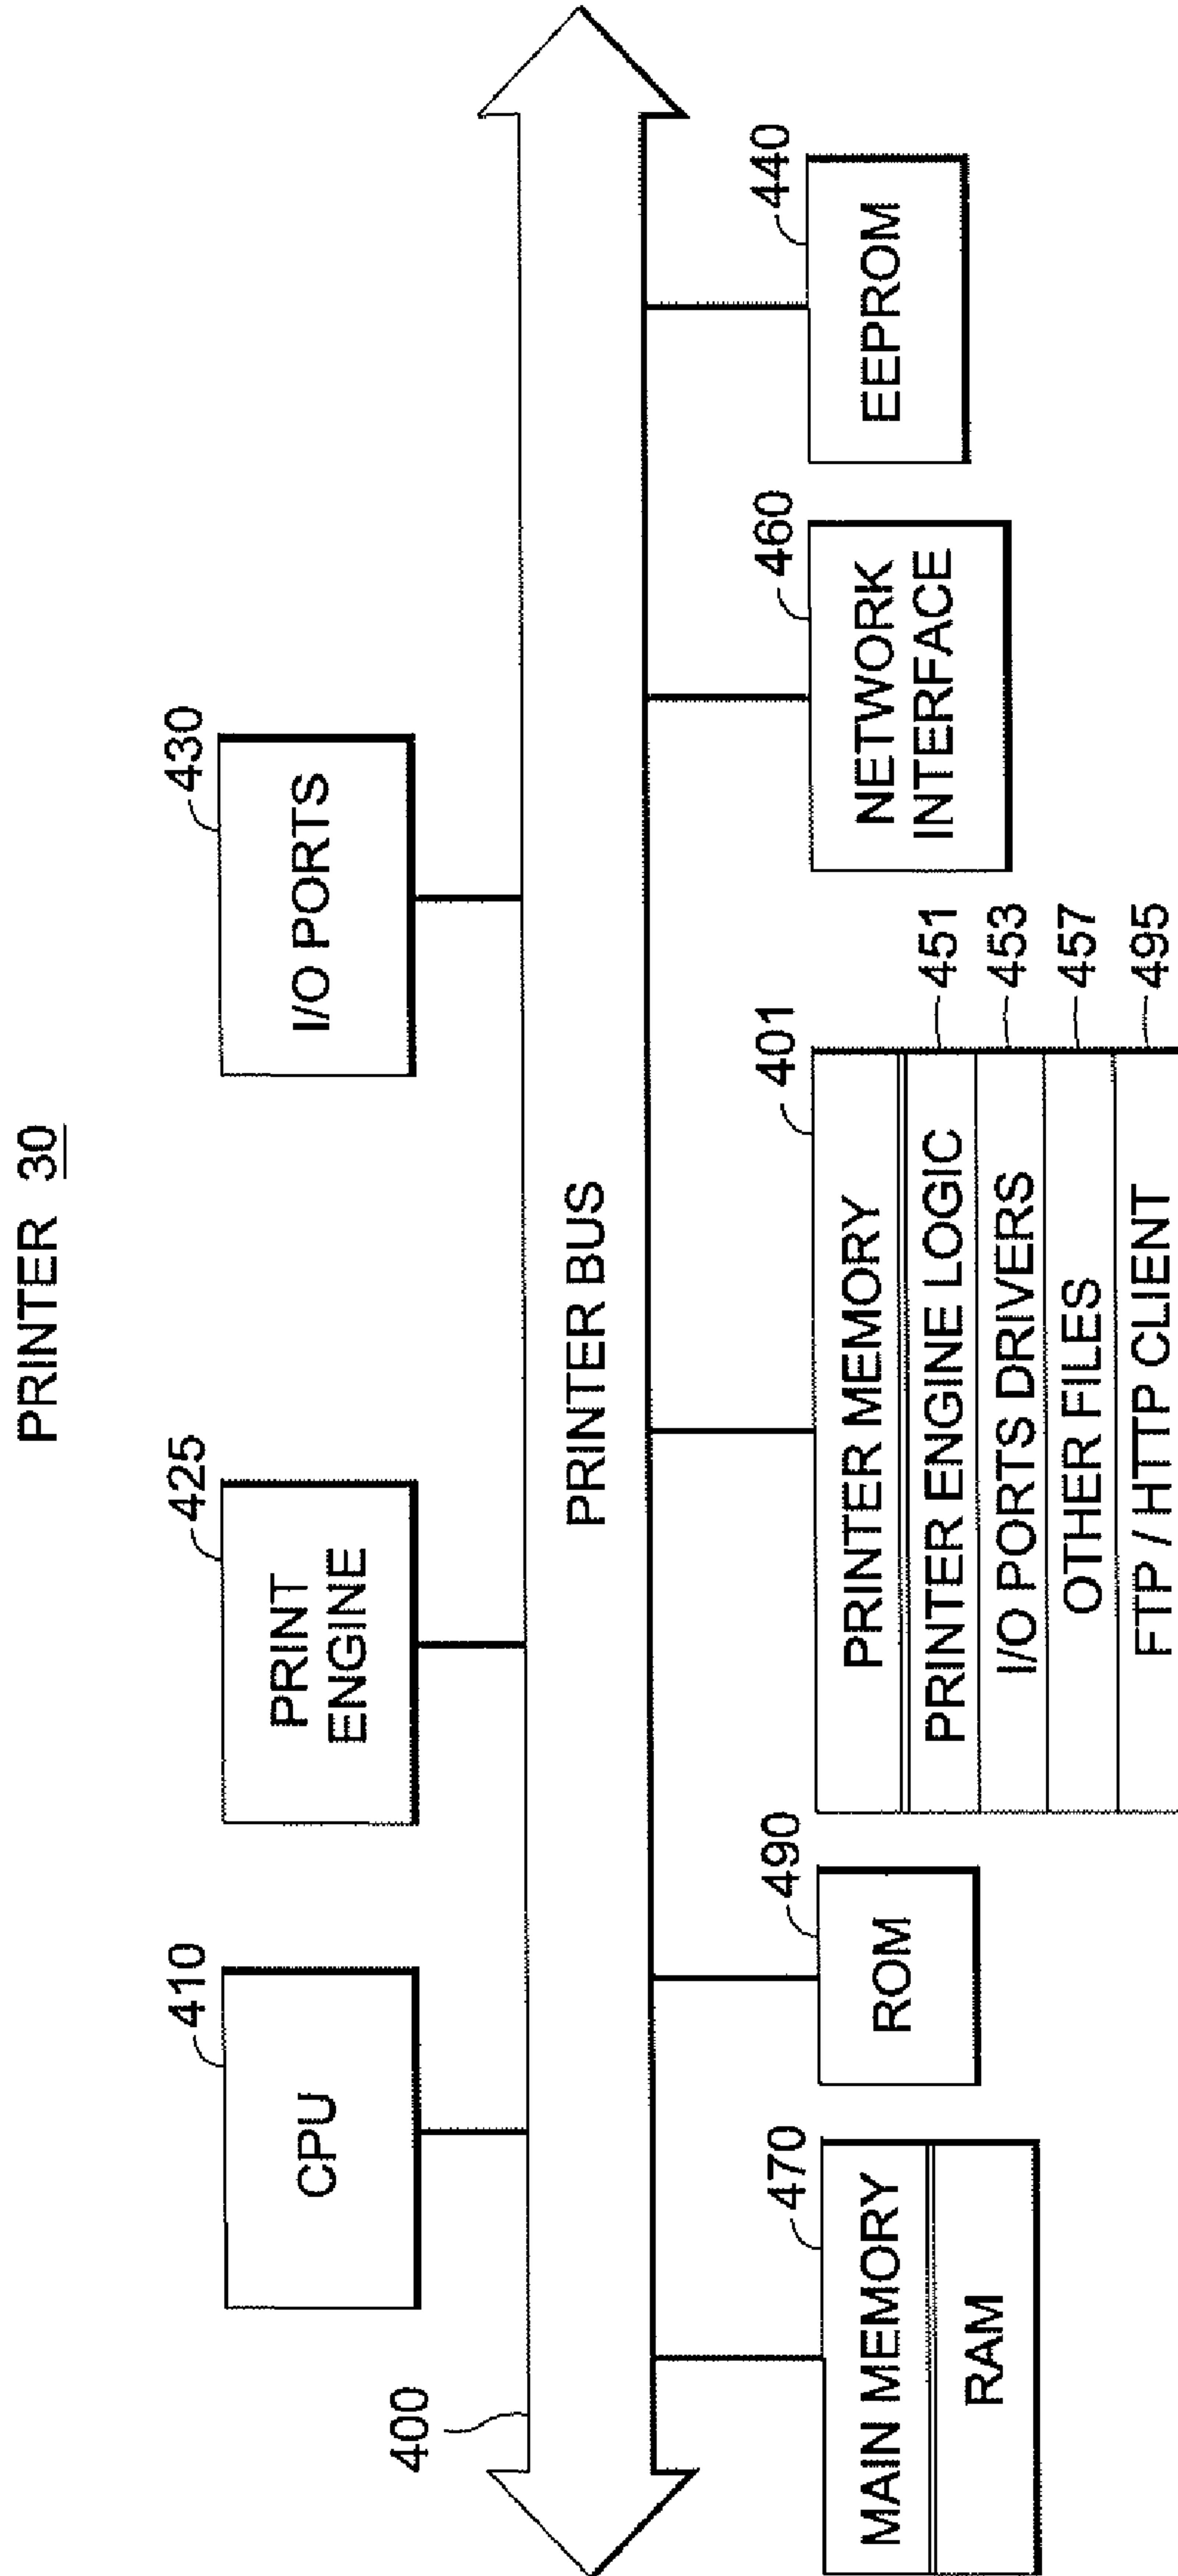 PRINTER 30
410
CPU
425
PRINT
ENGINE
430
I/O PORTS
400
PRINTER BUS
470
MAIN MEMORY
RAM
490
ROM
401
PRINTER MEMORY
PRINTER ENGINE LOGIC
451
I/O PORTS DRIVERS
453
OTHER FILES
457
FTP / HTTP CLIENT
495
460
NETWORK
INTERFACE
440
EEPROM